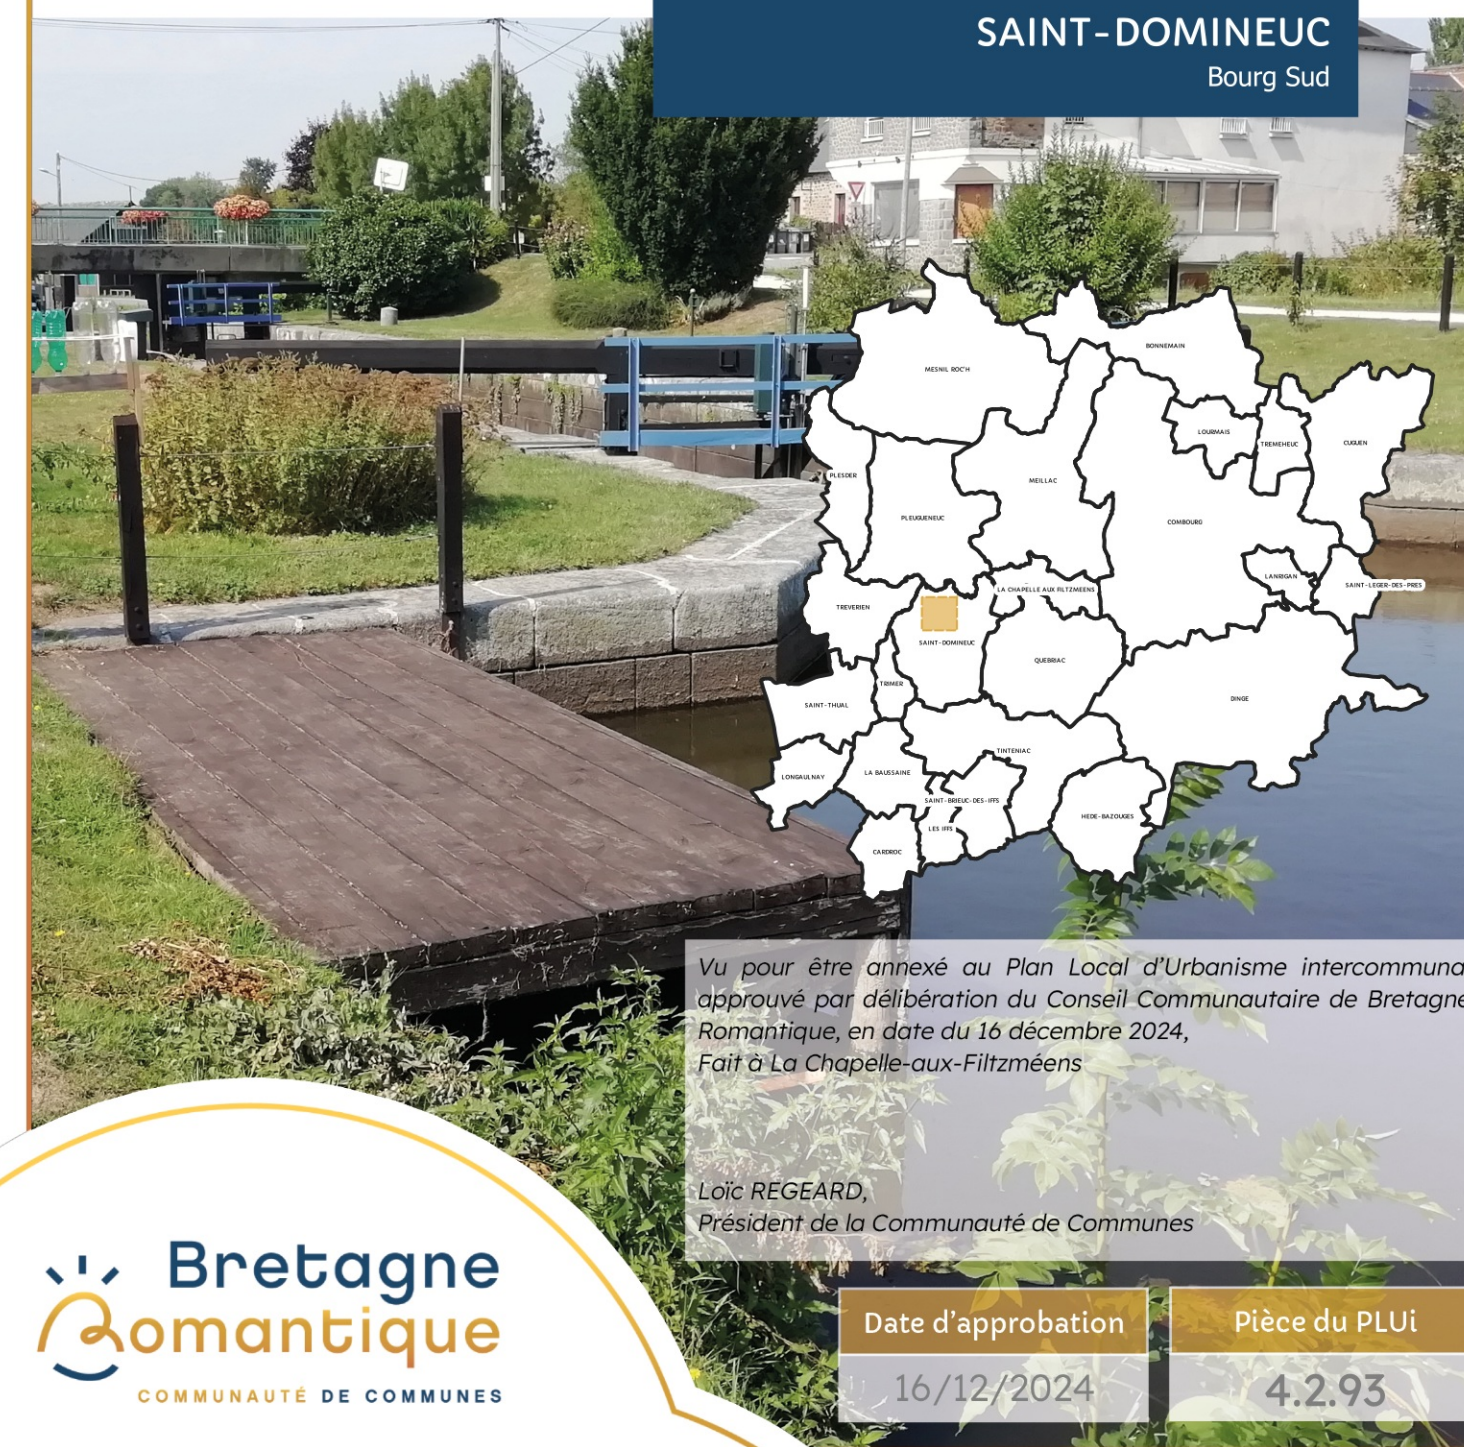 SAINT-DOMINEUC
Bourg Sud
BONNEMAIN
MESNIL ROC'H
LOURMAIS
TREMEHEUC
CUGUEN
PLESDER
MEILLAC
PLEUGUENEUC
COMBOURG
LANRIGAN
SAINT-LEGER-DES-PRES
LA CHAPELLE AUX FILTZMEENS
TREVERIEN
SAINT-DOMINEUC
QUEBRIAC
TRIMER
DINGE
SAINT-THUAL
TINTENIAC
LONGAULNAY
LA BAUSSAINE
SAINT-BRIEUC-DES-IFFS
HEDE-BAZOUGES
LES IFFS
CARDROC
Vu pour être annexé au Plan Local d'Urbanisme intercommuna
approuvé par délibération du Conseil Communautaire de Bretagne
Romantique, en date du 16 décembre 2024,
Fait à La Chapelle-aux-Filtzméens
Loïc REGEARD,
Président de la Communauté de Communes
Bretagne
Romantique
COMMUNAUTÉ DE COMMUNES
Date d'approbation
16/12/2024
Pièce du PLUi
4.2.93